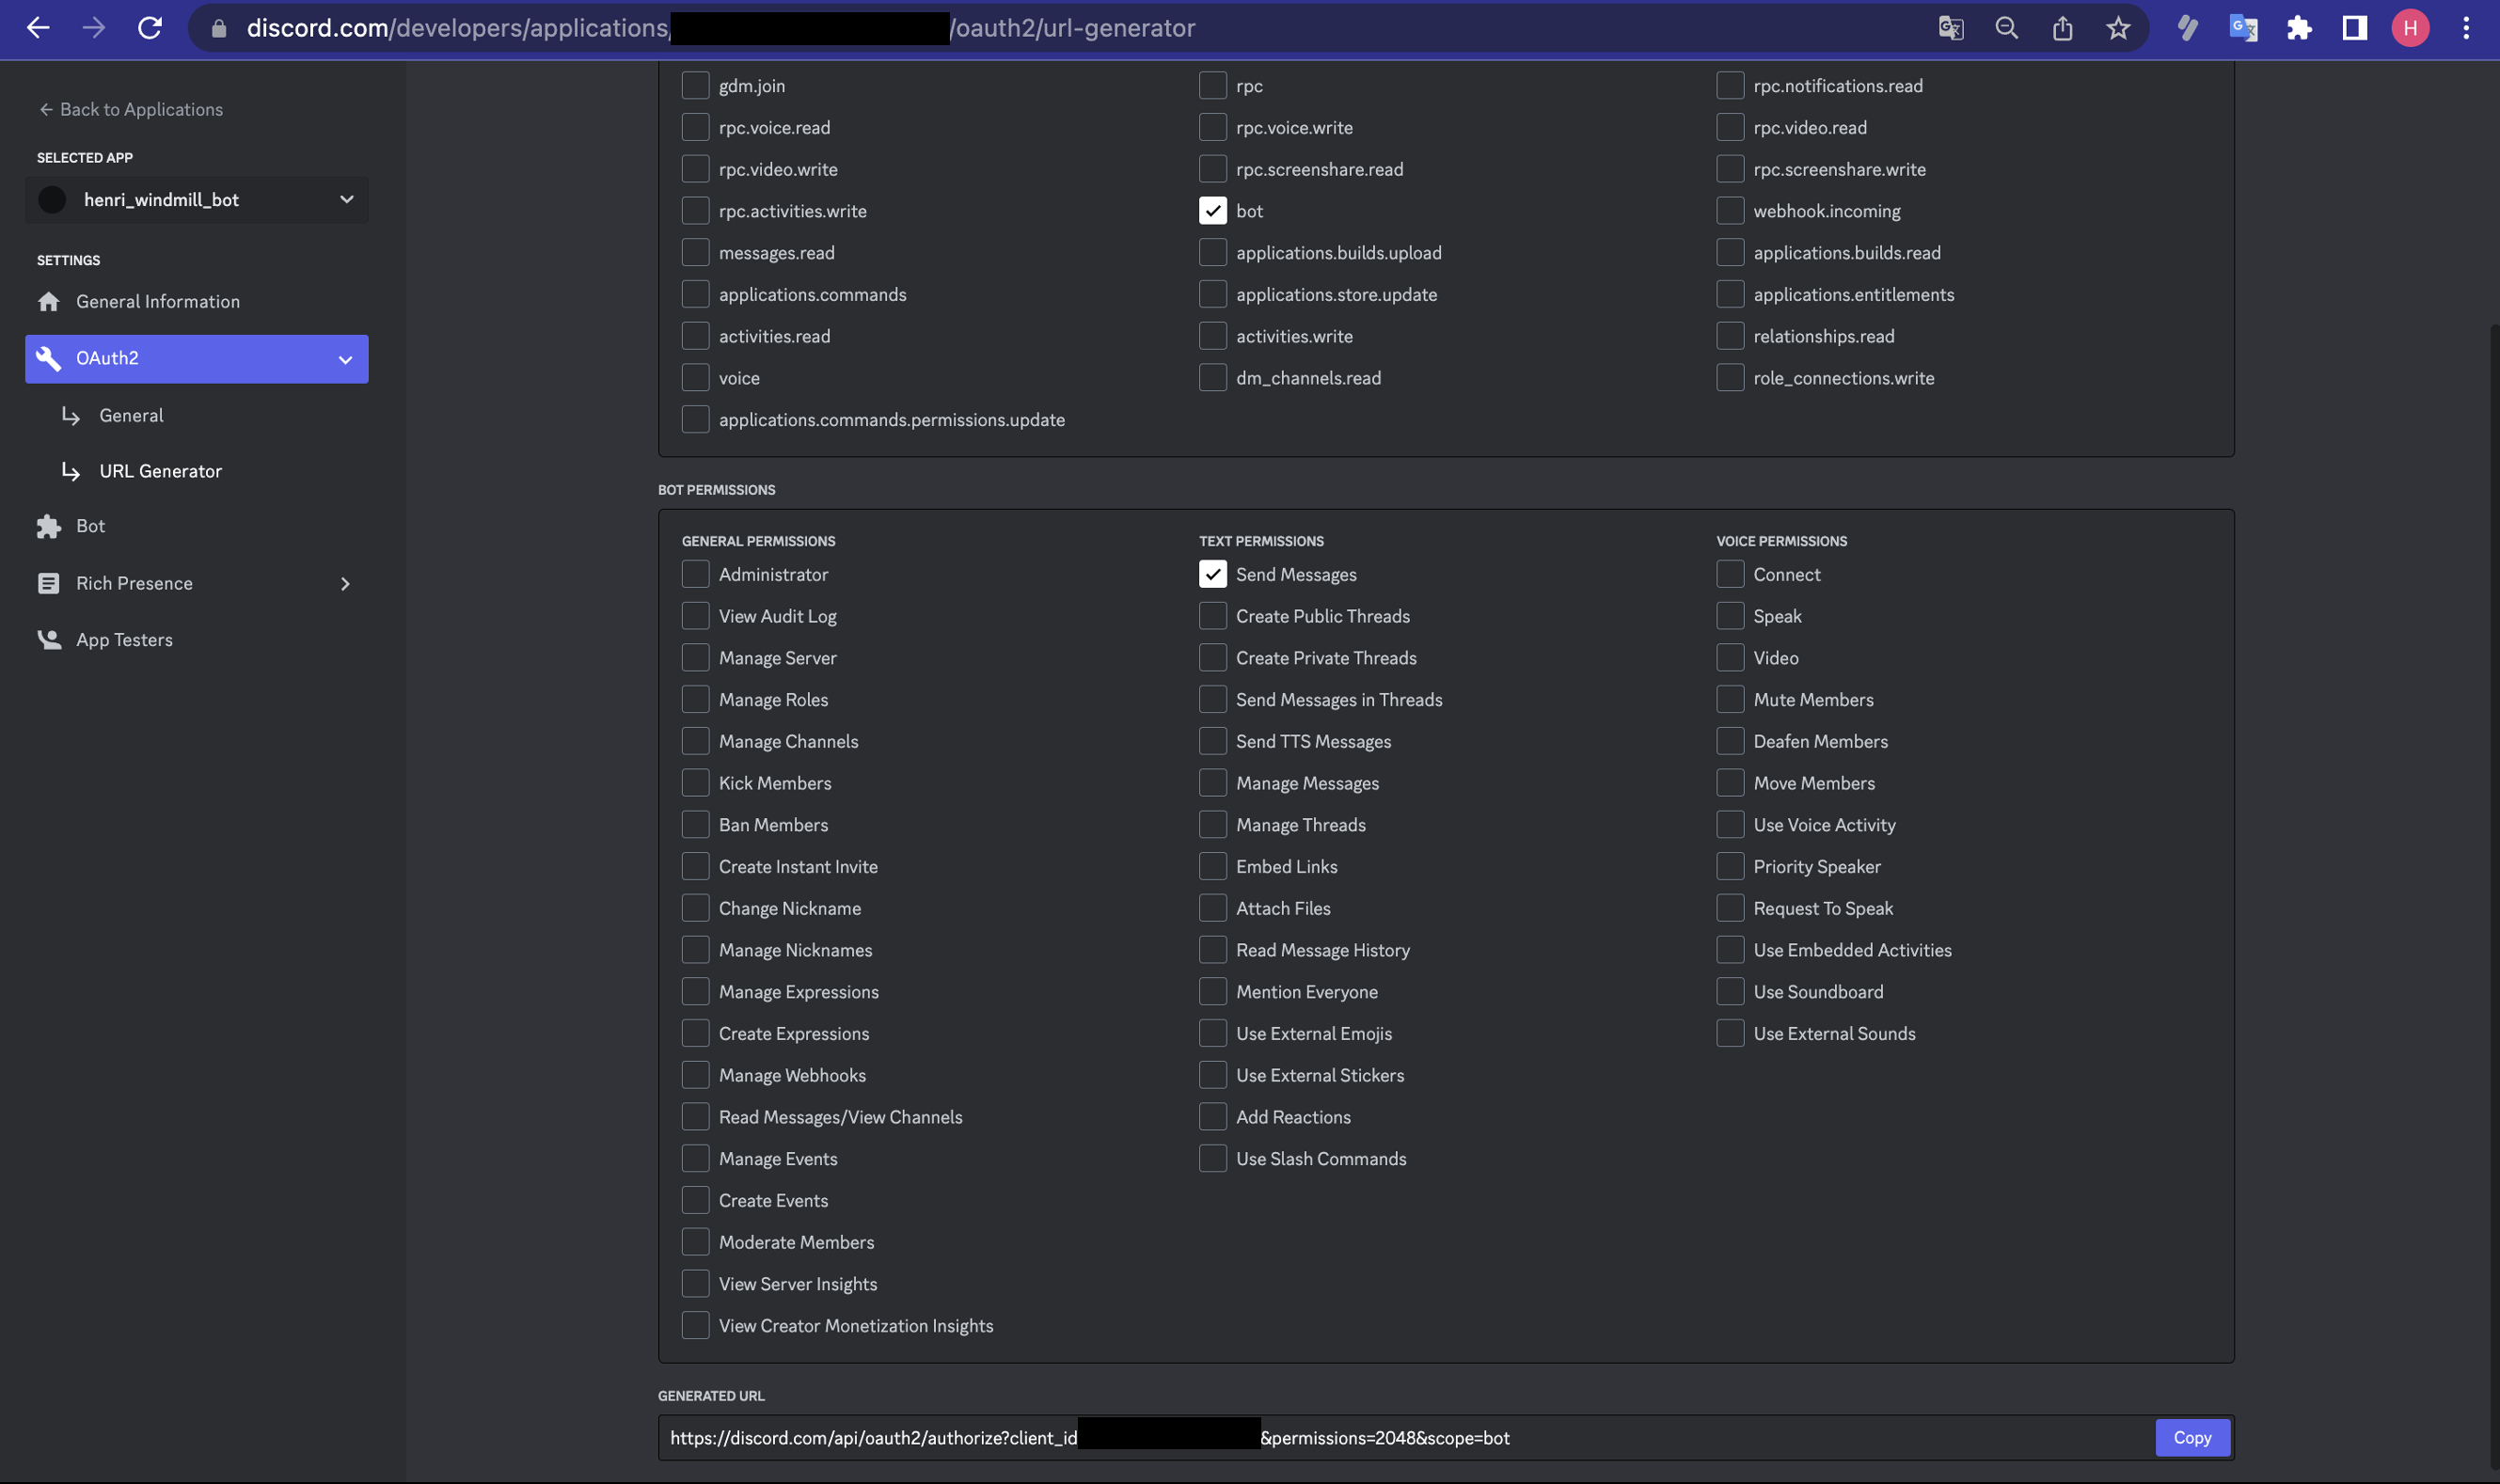 discord.com/developers/applications/ /oauth2/url-generator
H
← Back to Applications
SELECTED APP
henri_windmill_bot
SETTINGS
General Information
OAuth2
General
URL Generator
Bot
Rich Presence
App Testers
gdm.join rpc rpc.notifications.read
rpc.voice.read rpc.voice.write rpc.video.read
rpc.video.write rpc.screenshare.read rpc.screenshare.write
rpc.activities.write bot webhook.incoming
messages.read applications.builds.upload applications.builds.read
applications.commands applications.store.update applications.entitlements
activities.read activities.write relationships.read
voice dm_channels.read role_connections.write
applications.commands.permissions.update
BOT PERMISSIONS
GENERAL PERMISSIONS
Administrator
View Audit Log
Manage Server
Manage Roles
Manage Channels
Kick Members
Ban Members
Create Instant Invite
Change Nickname
Manage Nicknames
Manage Expressions
Create Expressions
Manage Webhooks
Read Messages/View Channels
Manage Events
Create Events
Moderate Members
View Server Insights
View Creator Monetization Insights
TEXT PERMISSIONS
Send Messages
Create Public Threads
Create Private Threads
Send Messages in Threads
Send TTS Messages
Manage Messages
Manage Threads
Embed Links
Attach Files
Read Message History
Mention Everyone
Use External Emojis
Use External Stickers
Add Reactions
Use Slash Commands
VOICE PERMISSIONS
Connect
Speak
Video
Mute Members
Deafen Members
Move Members
Use Voice Activity
Priority Speaker
Request To Speak
Use Embedded Activities
Use Soundboard
Use External Sounds
GENERATED URL
https://discord.com/api/oauth2/authorize?client_id &permissions=2048&scope=bot
Copy